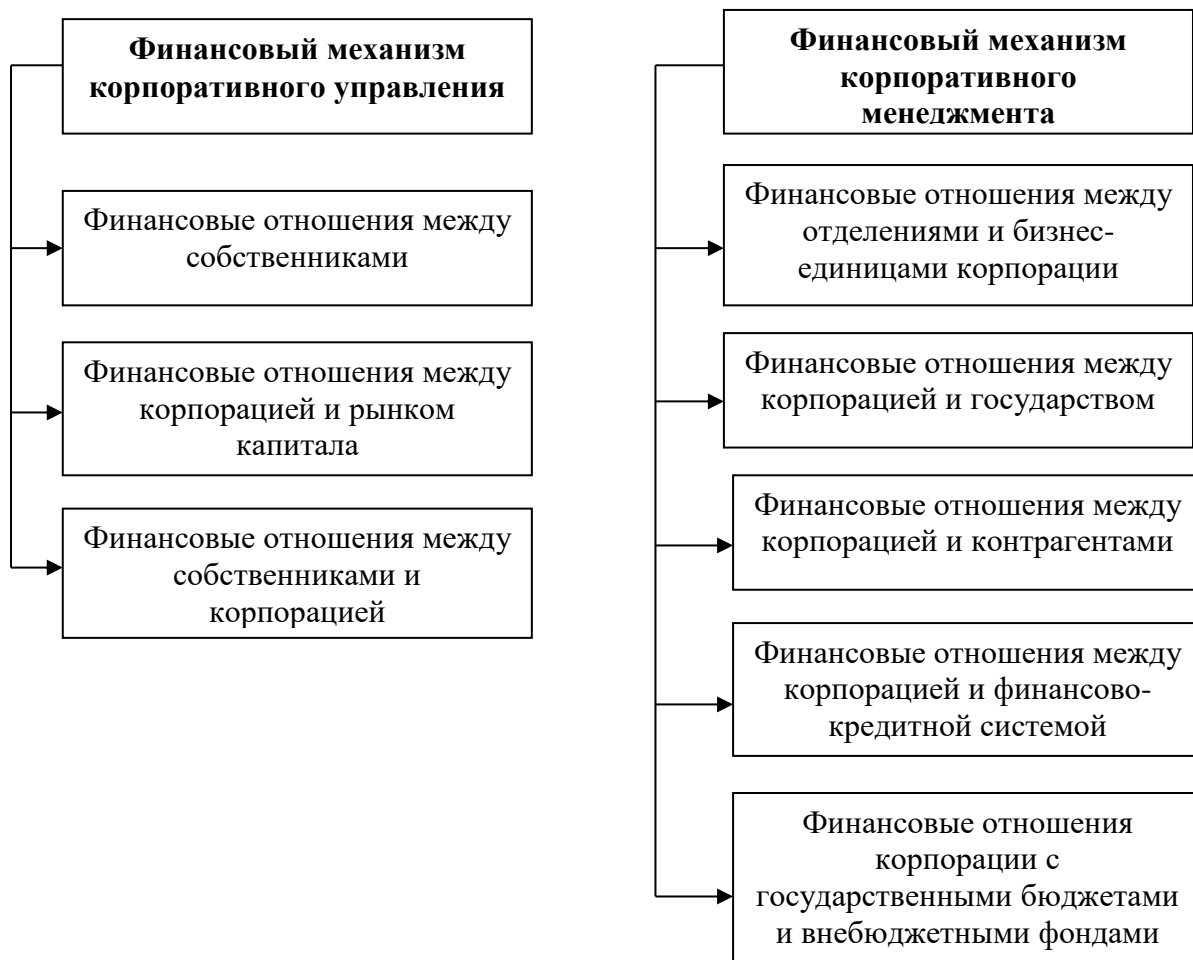 Финансовый механизм
корпоративного управления
Финансовые отношения между
собственниками
Финансовые отношения между
корпорацией и рынком
капитала
Финансовые отношения между
собственниками и
корпорацией
Финансовый механизм
корпоративного
менеджмента
Финансовые отношения между
отделениями и бизнес-
единицами корпорации
Финансовые отношения между
корпорацией и государством
Финансовые отношения между
корпорацией и контрагентами
Финансовые отношения между
корпорацией и финансово-
кредитной системой
Финансовые отношения
корпорации с
государственными бюджетами
и внебюджетными фондами